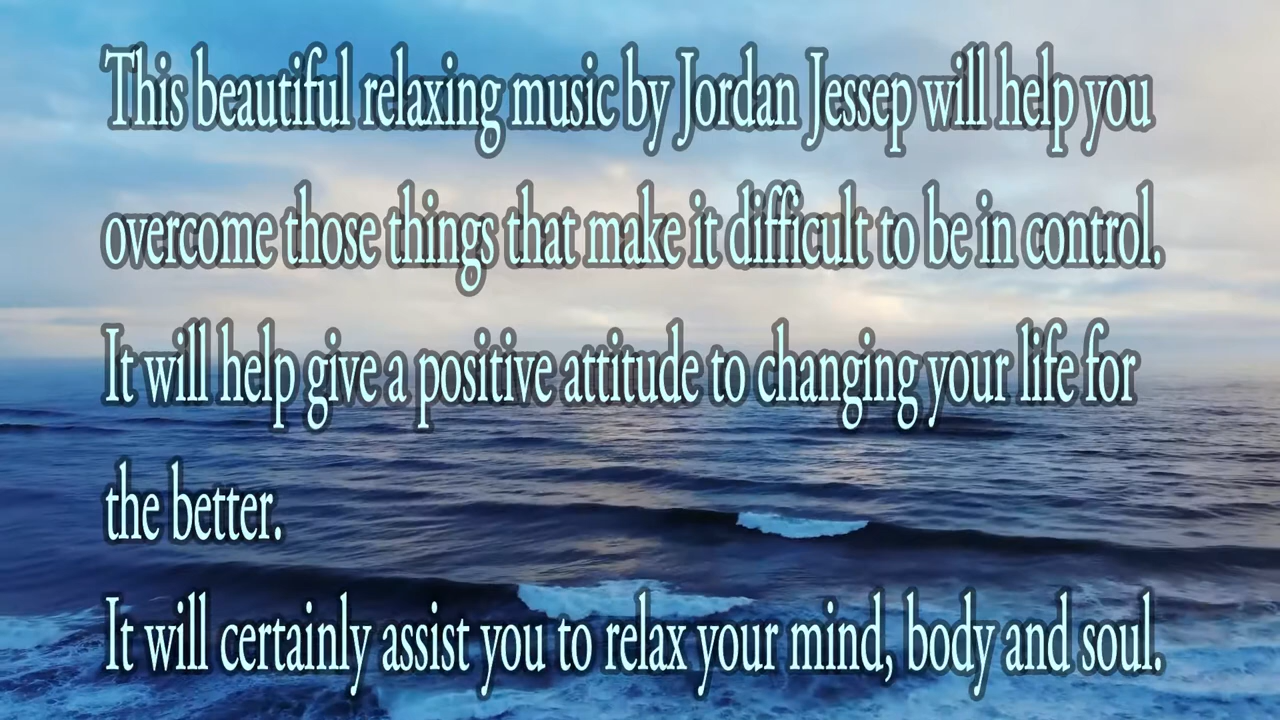 This beautiful relaxing music by Jordan Jessep will help you
overcome those things that make it difficult to be in control.
It will help give a positive attitude to changing your life for
the better.
It will certainly assist you to relax your mind, body and soul.